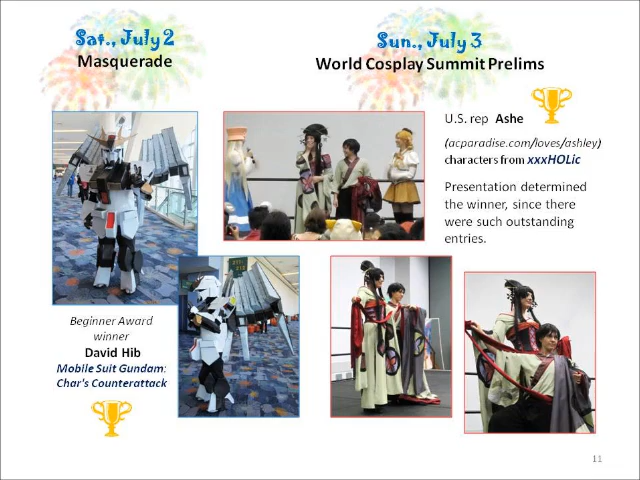 Sat., July 2
Masquerade
Sun., July 3
World Cosplay Summit Prelims
U.S. rep Ashe
(acparadise.com/loves/ashley)
characters from xxxHOLic
Presentation determined
the winner, since there
were such outstanding
entries.
Beginner Award
winner
David Hib
Mobile Suit Gundam:
Char's Counterattack
11